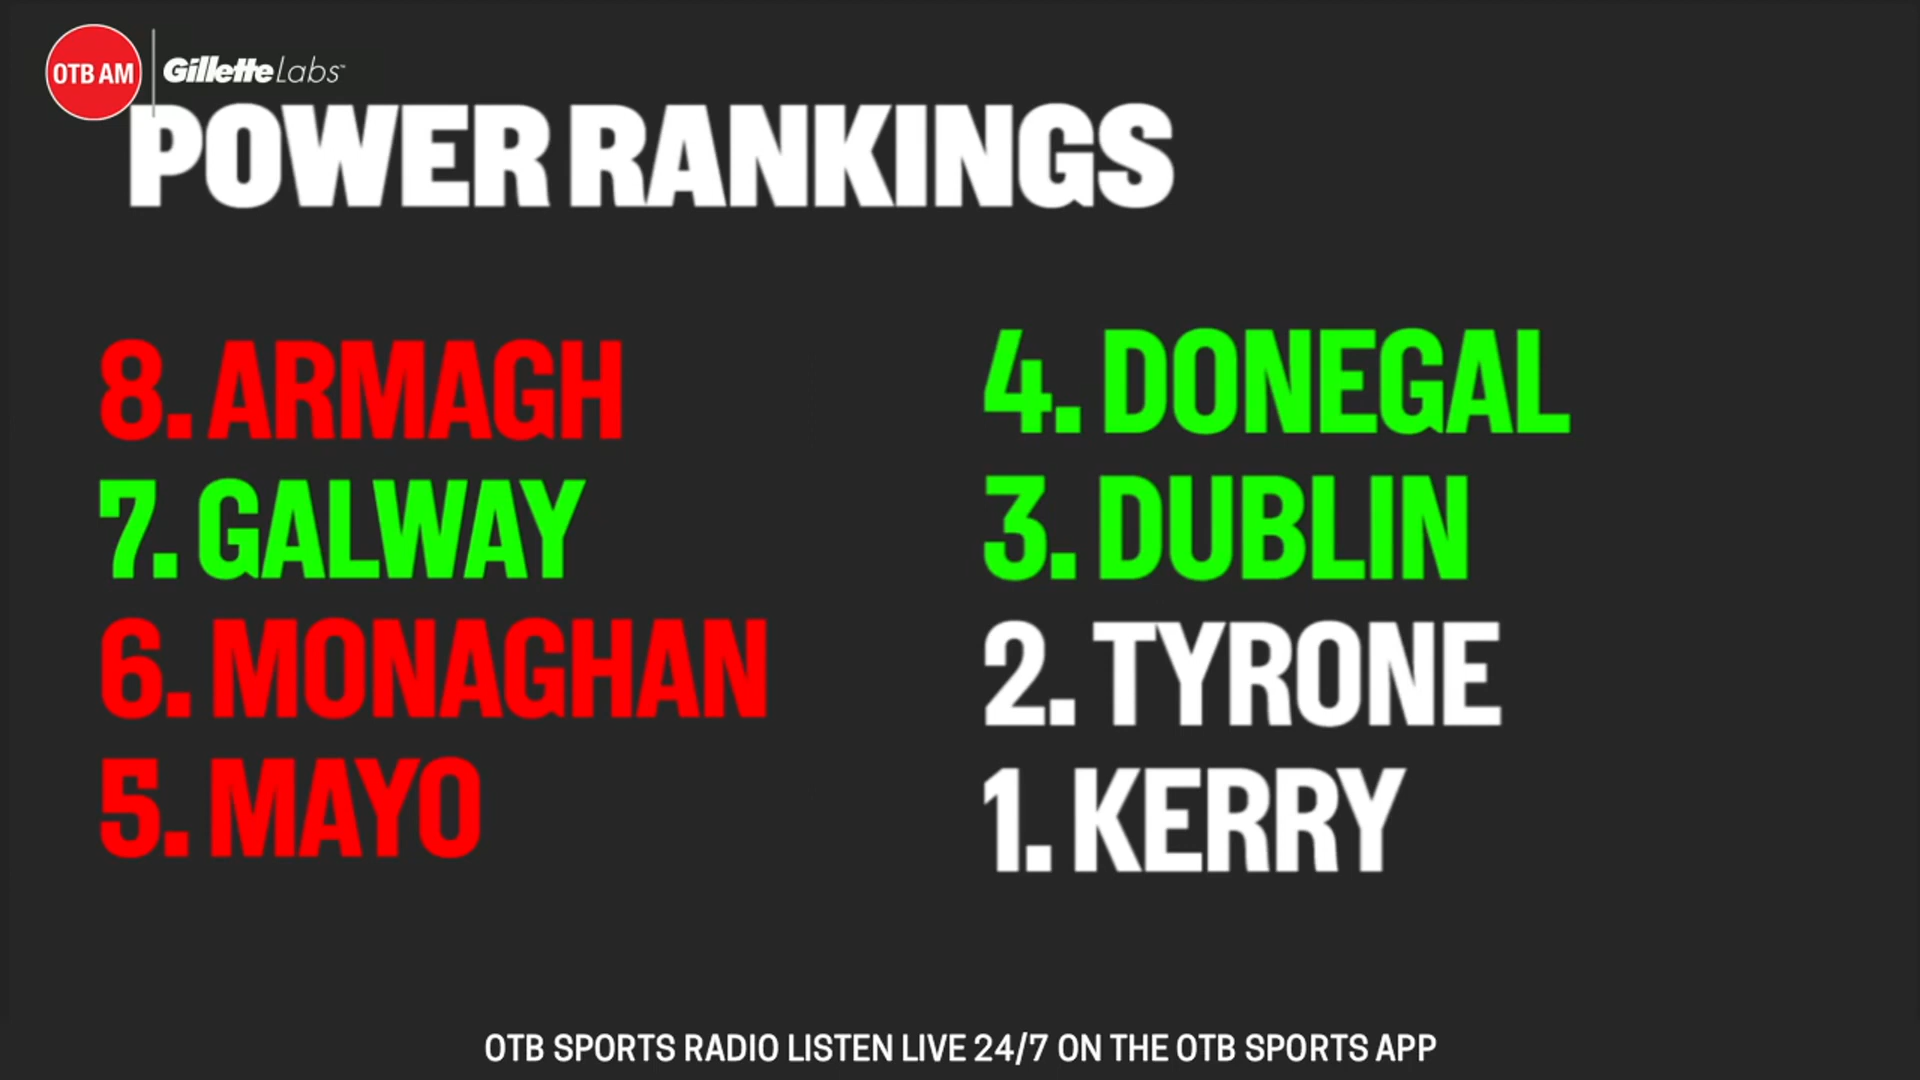 OTB AM
Gillette Labs™
POWER RANKINGS
8. ARMAGH
7. GALWAY
6. MONAGHAN
5. MAYO
4. DONEGAL
3. DUBLIN
2. TYRONE
1. KERRY
OTB SPORTS RADIO LISTEN LIVE 24/7 ON THE OTB SPORTS APP